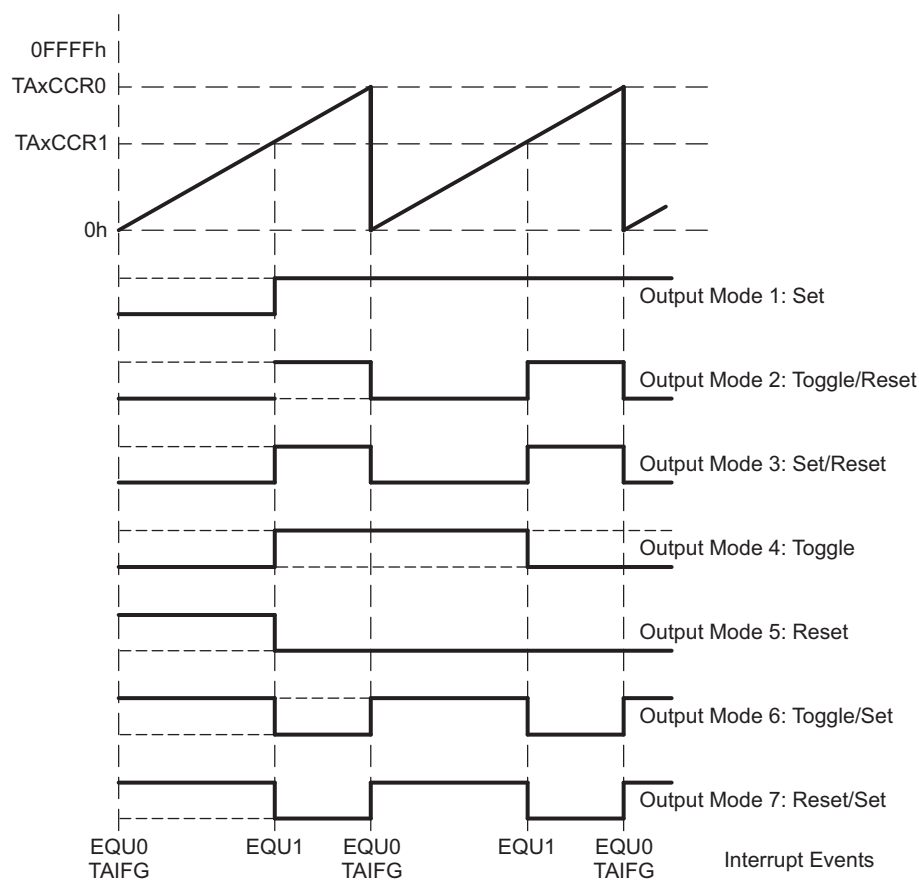 0FFFFh
TAxCCR0
TAxCCR1
0h
Output Mode 1: Set
Output Mode 2: Toggle/Reset
Output Mode 3: Set/Reset
Output Mode 4: Toggle
Output Mode 5: Reset
Output Mode 6: Toggle/Set
Output Mode 7: Reset/Set
EQU0 EQU1 EQU0 EQU1 EQU0 Interrupt Events
TAIFG TAIFG TAIFG